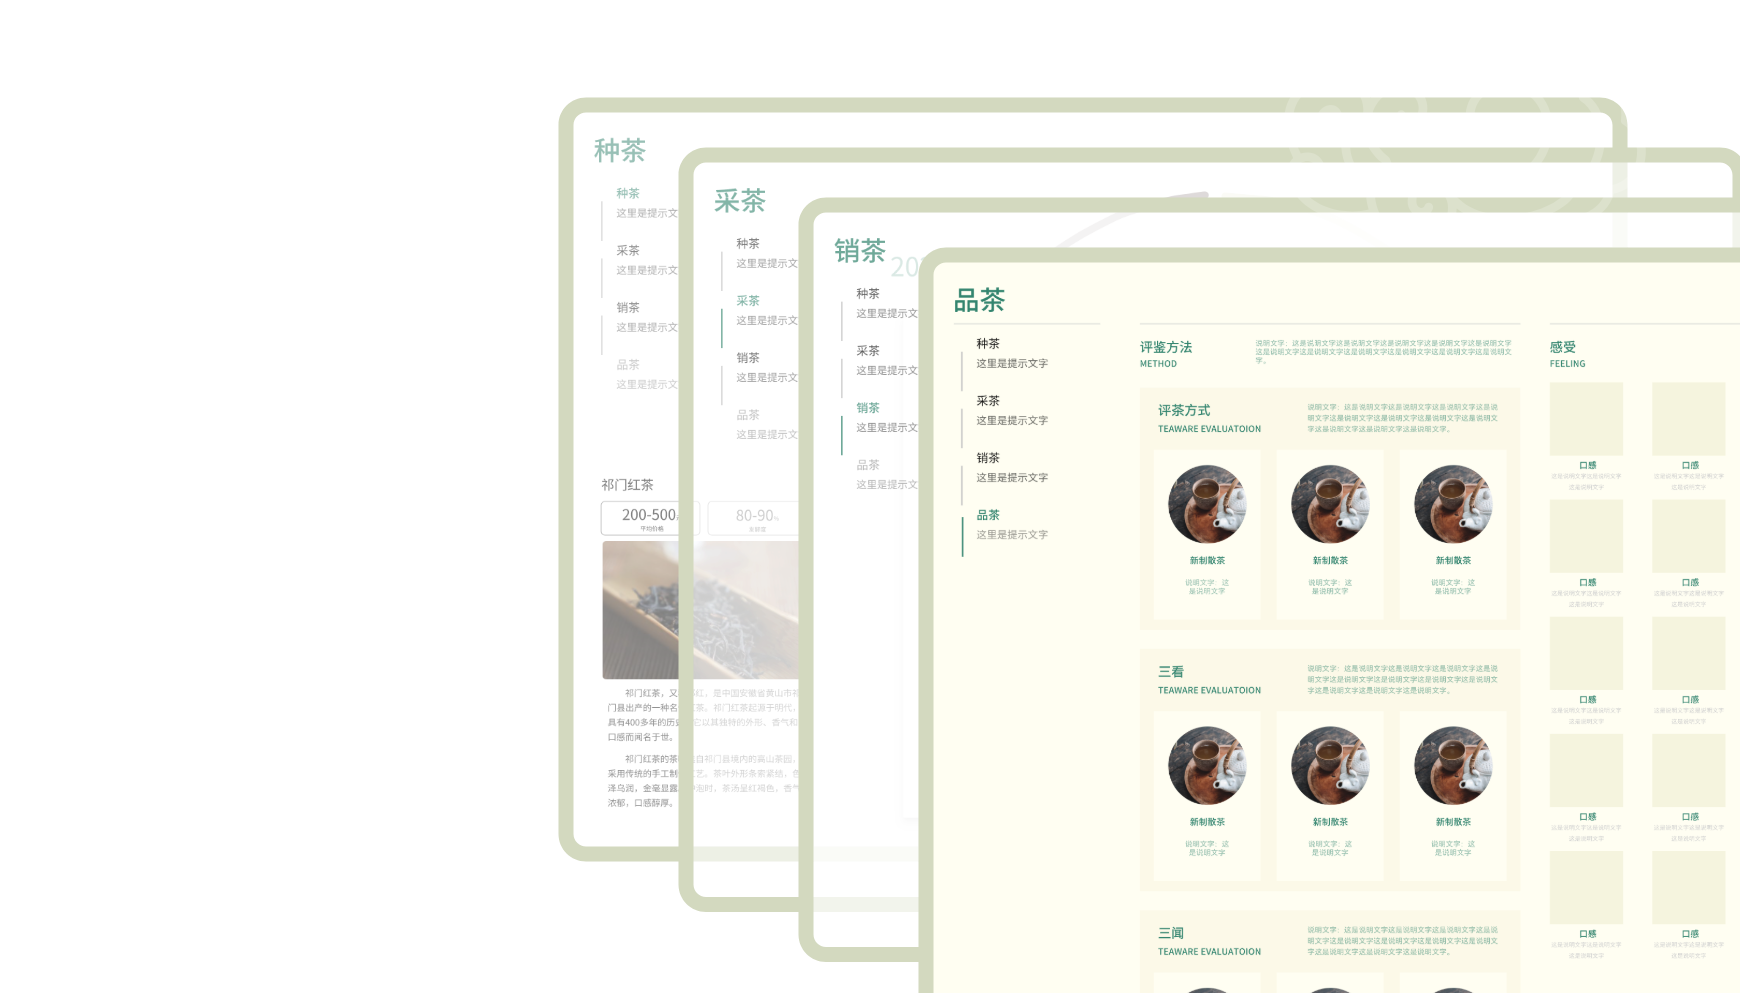 种茶
种茶
这里是提示文
采茶
这里是提示文
销茶
这里是提示文
品茶
这里是提示文
祁门红茶
200-500
平均价格
80-90%
祁门红茶，又称祁红，是中国安徽省黄山市祁
门县出产的一种名红茶。祁门红茶起源于明代，
具有400多年的历史，它以其独特的外形、香气和
口感而闻名于世。
祁门红茶的茶 自祁门县境内的高山茶园，
采用传统的手工制 艺。茶叶外形条索紧结，色
泽乌润，金毫显露 冲泡时，茶汤呈红褐色，香气
浓郁，口感醇厚。
采茶
种茶
这里是提示文
采茶
这里是提示文
销茶
这里是提示文
品茶
这里是提示文
销茶
20
种茶
这里是提示文
采茶
这里是提示文
销茶
这里是提示文
品茶
这里是提示文
品茶
种茶
这里是提示文字
采茶
这里是提示文字
销茶
这里是提示文字
品茶
这里是提示文字
评鉴方法
METHOD
说明文字：这是说明文字这是说明文字这是说明文字这是说明文字
这是说明文字这是说明文字这是说明文字这是说明文字这是说明文
字。
评茶方式
TEAWARE EVALUATOION
说明文字：这是说明文字这是说明文字这是说明文字这是说
明文字这是说明文字这是说明文字这是说明文字这是说明文
字这是说明文字这是说明文字这是说明文字。
新制散茶
说明文字：这
是说明文字
新制散茶
说明文字：这
是说明文字
新制散茶
说明文字：这
是说明文字
三看
TEAWARE EVALUATOION
说明文字：这是说明文字这是说明文字这是说明文字这是说
明文字这是说明文字这是说明文字这是说明文字这是说明文
字这是说明文字这是说明文字这是说明文字。
新制散茶
说明文字：这
是说明文字
新制散茶
说明文字：这
是说明文字
新制散茶
说明文字：这
是说明文字
三闻
TEAWARE EVALUATOION
说明文字：这是说明文字这是说明文字这是说明文字这是说
明文字这是说明文字这是说明文字这是说明文字这是说明文
字这是说明文字这是说明文字这是说明文字。
感受
FEELING
口感
这是说明文字这是说明文字
这是说明文字
口感
这是说明文字这是说明文字
这是说明文字
口感
这是说明文字这是说明文字
这是说明文字
口感
这是说明文字这是说明文字
这是说明文字
口感
这是说明文字这是说明文字
这是说明文字
口感
这是说明文字这是说明文字
这是说明文字
口感
这是说明文字这是说明文字
这是说明文字
口感
这是说明文字这是说明文字
这是说明文字
口感
这是说明文字这是说明文字
这是说明文字
口感
这是说明文字这是说明文字
这是说明文字